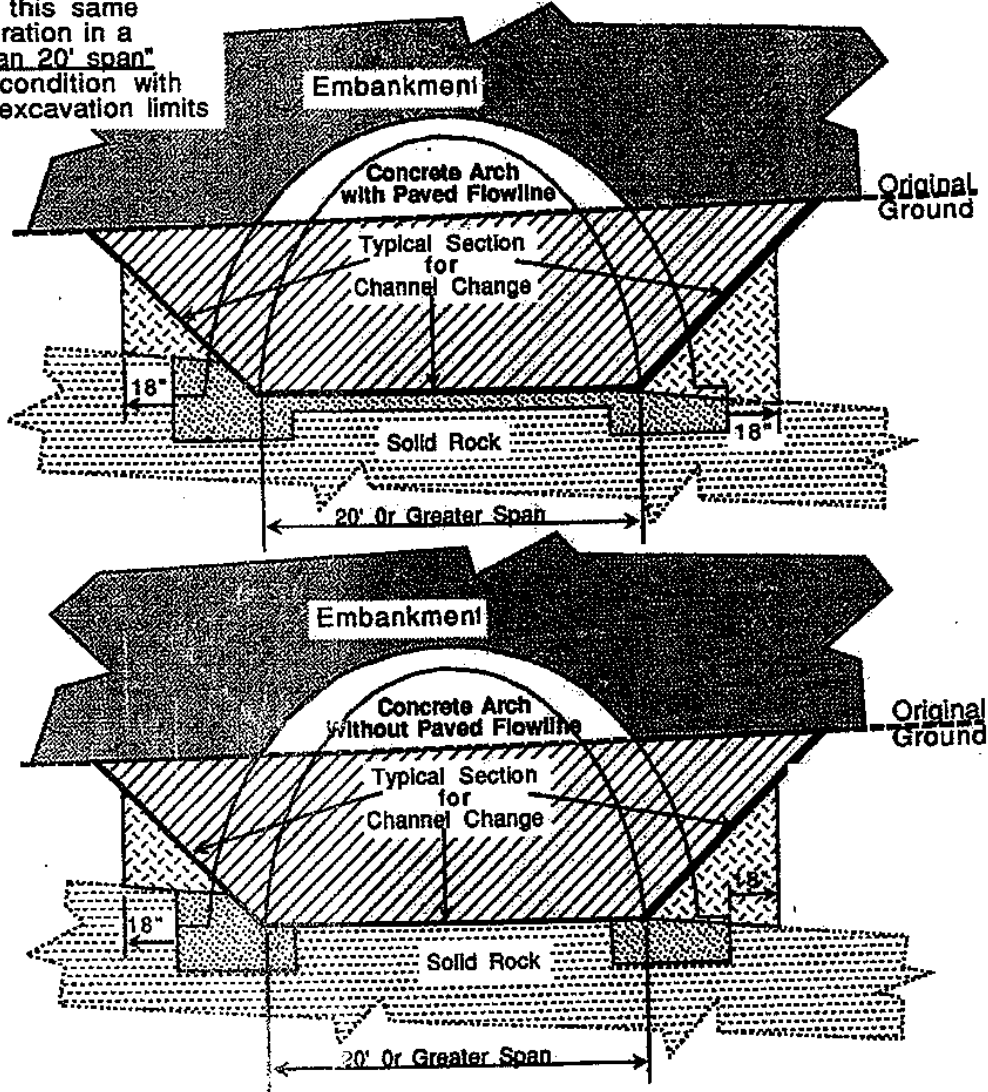 this same
ration in a
an 20' span"
condition with
excavation limits
Embankment
Concrete Arch
with Paved Flowline
Original
Ground
Typical Section
for
Channel Change
18"
18"
Solid Rock
20' Or Greater Span
Embankment
Concrete Arch
Without Paved Flowline
Original
Ground
Typical Section
for
Channel Change
18"
Solid Rock
20' Or Greater Span